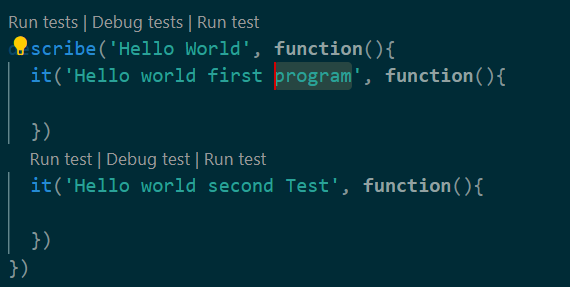 Run tests | Debug tests | Run test
scribe('Hello World', function(){
it('Hello world first program', function(){
})
Run test | Debug test | Run test
it('Hello world second Test', function(){
})
})